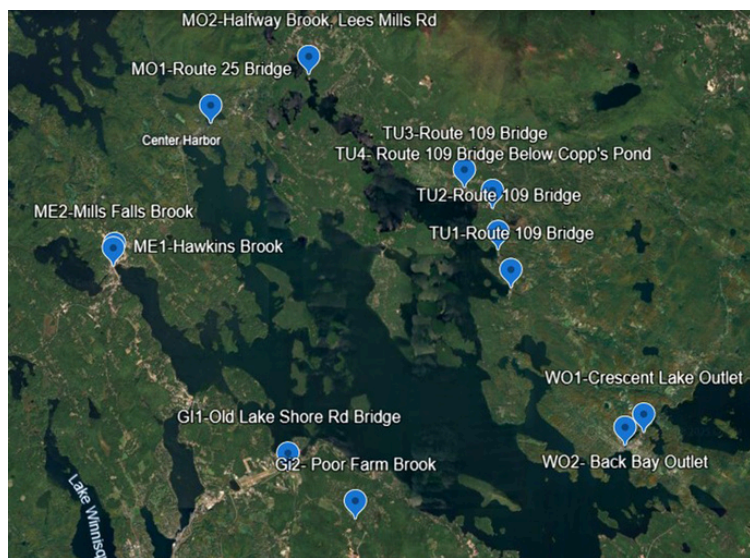 MO2-Halfway Brook, Lees Mills Rd
MO1-Route 25 Bridge
Center Harbor
TU3-Route 109 Bridge
TU4- Route 109 Bridge Below Copp's Pond
TU2-Route 109 Bridge
ME2-Mills Falls Brook
TU1-Route 109 Bridge
ME1-Hawkins Brook
WO1-Crescent Lake Outlet
GI1-Old Lake Shore Rd Bridge
Gi2- Poor Farm Brook
WO2- Back Bay Outlet
Lake Winnisq